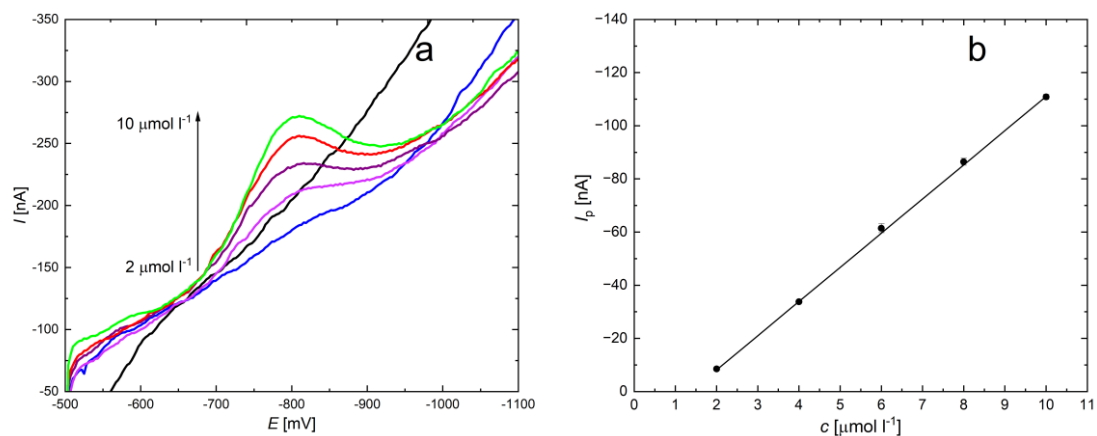 -350
-300
-250
-200
-150
-100
-50
-500
-600
-700
-800
-900
-1000
-1100
I [nA]
E [mV]
a
10 μmol l⁻¹
2 μmol l⁻¹
−140
−120
−100
−80
−60
−40
−20
0
0 1 2 3 4 5 6 7 8 9 10 11
Iₚ [nA]
c [μmol l⁻¹]
b